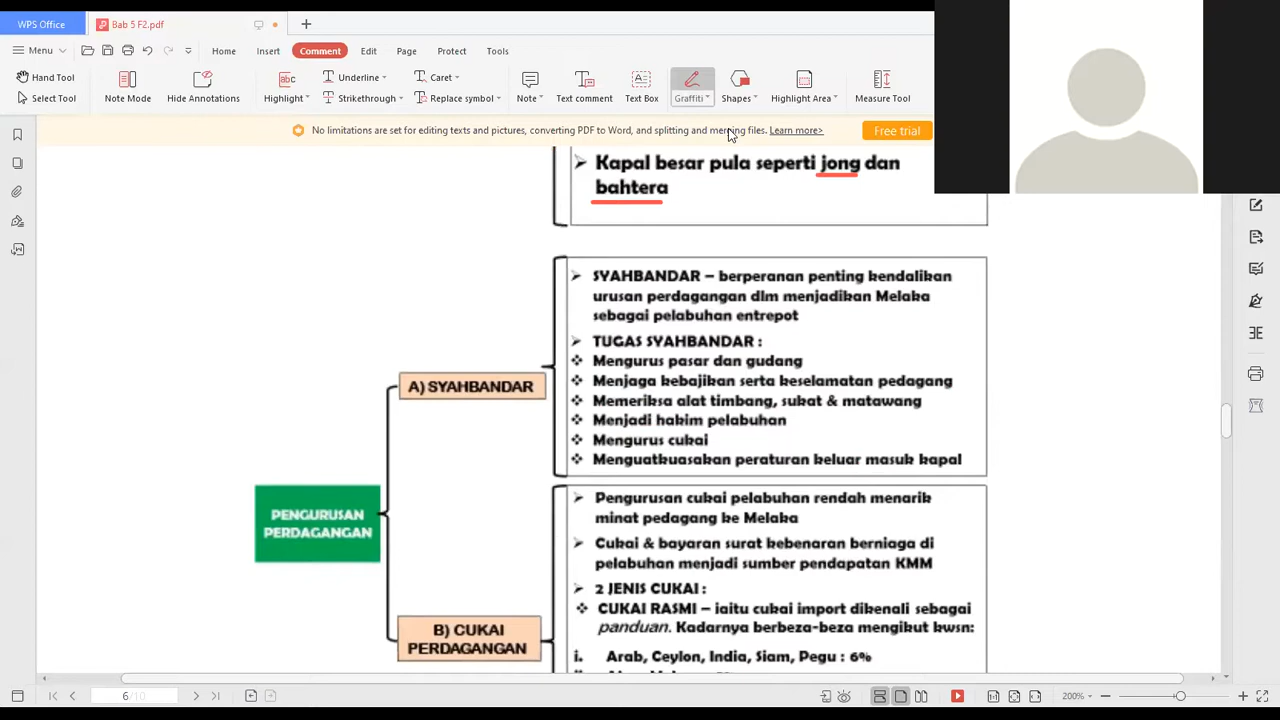 WPS Office
Bab 5 F2.pdf
Menu
Home
Insert
Comment
Edit
Page
Protect
Tools
Hand Tool
Select Tool
Note Mode
Hide Annotations
Highlight
Underline
Strikethrough
Caret
Replace symbol
Note
Text comment
Text Box
Graffiti
Shapes
Highlight Area
Measure Tool
No limitations are set for editing texts and pictures, converting PDF to Word, and splitting and merging files. Learn more>
Free trial
Kapal besar pula seperti jong dan
bahtera
PENGURUSAN
PERDAGANGAN
A) SYAHBANDAR
SYAHBANDAR – berperanan penting kendalikan
urusan perdagangan dlm menjadikan Melaka
sebagai pelabuhan entrepot
TUGAS SYAHBANDAR :
Mengurus pasar dan gudang
Menjaga kebajikan serta keselamatan pedagang
Memeriksa alat timbang, sukat & matawang
Menjadi hakim pelabuhan
Mengurus cukai
Menguatkuasakan peraturan keluar masuk kapal
B) CUKAI
PERDAGANGAN
Pengurusan cukai pelabuhan rendah menarik
minat pedagang ke Melaka
Cukai & bayaran surat kebenaran berniaga di
pelabuhan menjadi sumber pendapatan KMM
2 JENIS CUKAI :
CUKAI RASMI – iaitu cukai import dikenali sebagai
panduan. Kadarnya berbeza-beza mengikut kwsn:
i. Arab, Ceylon, India, Siam, Pegu : 6%
6/10
200%